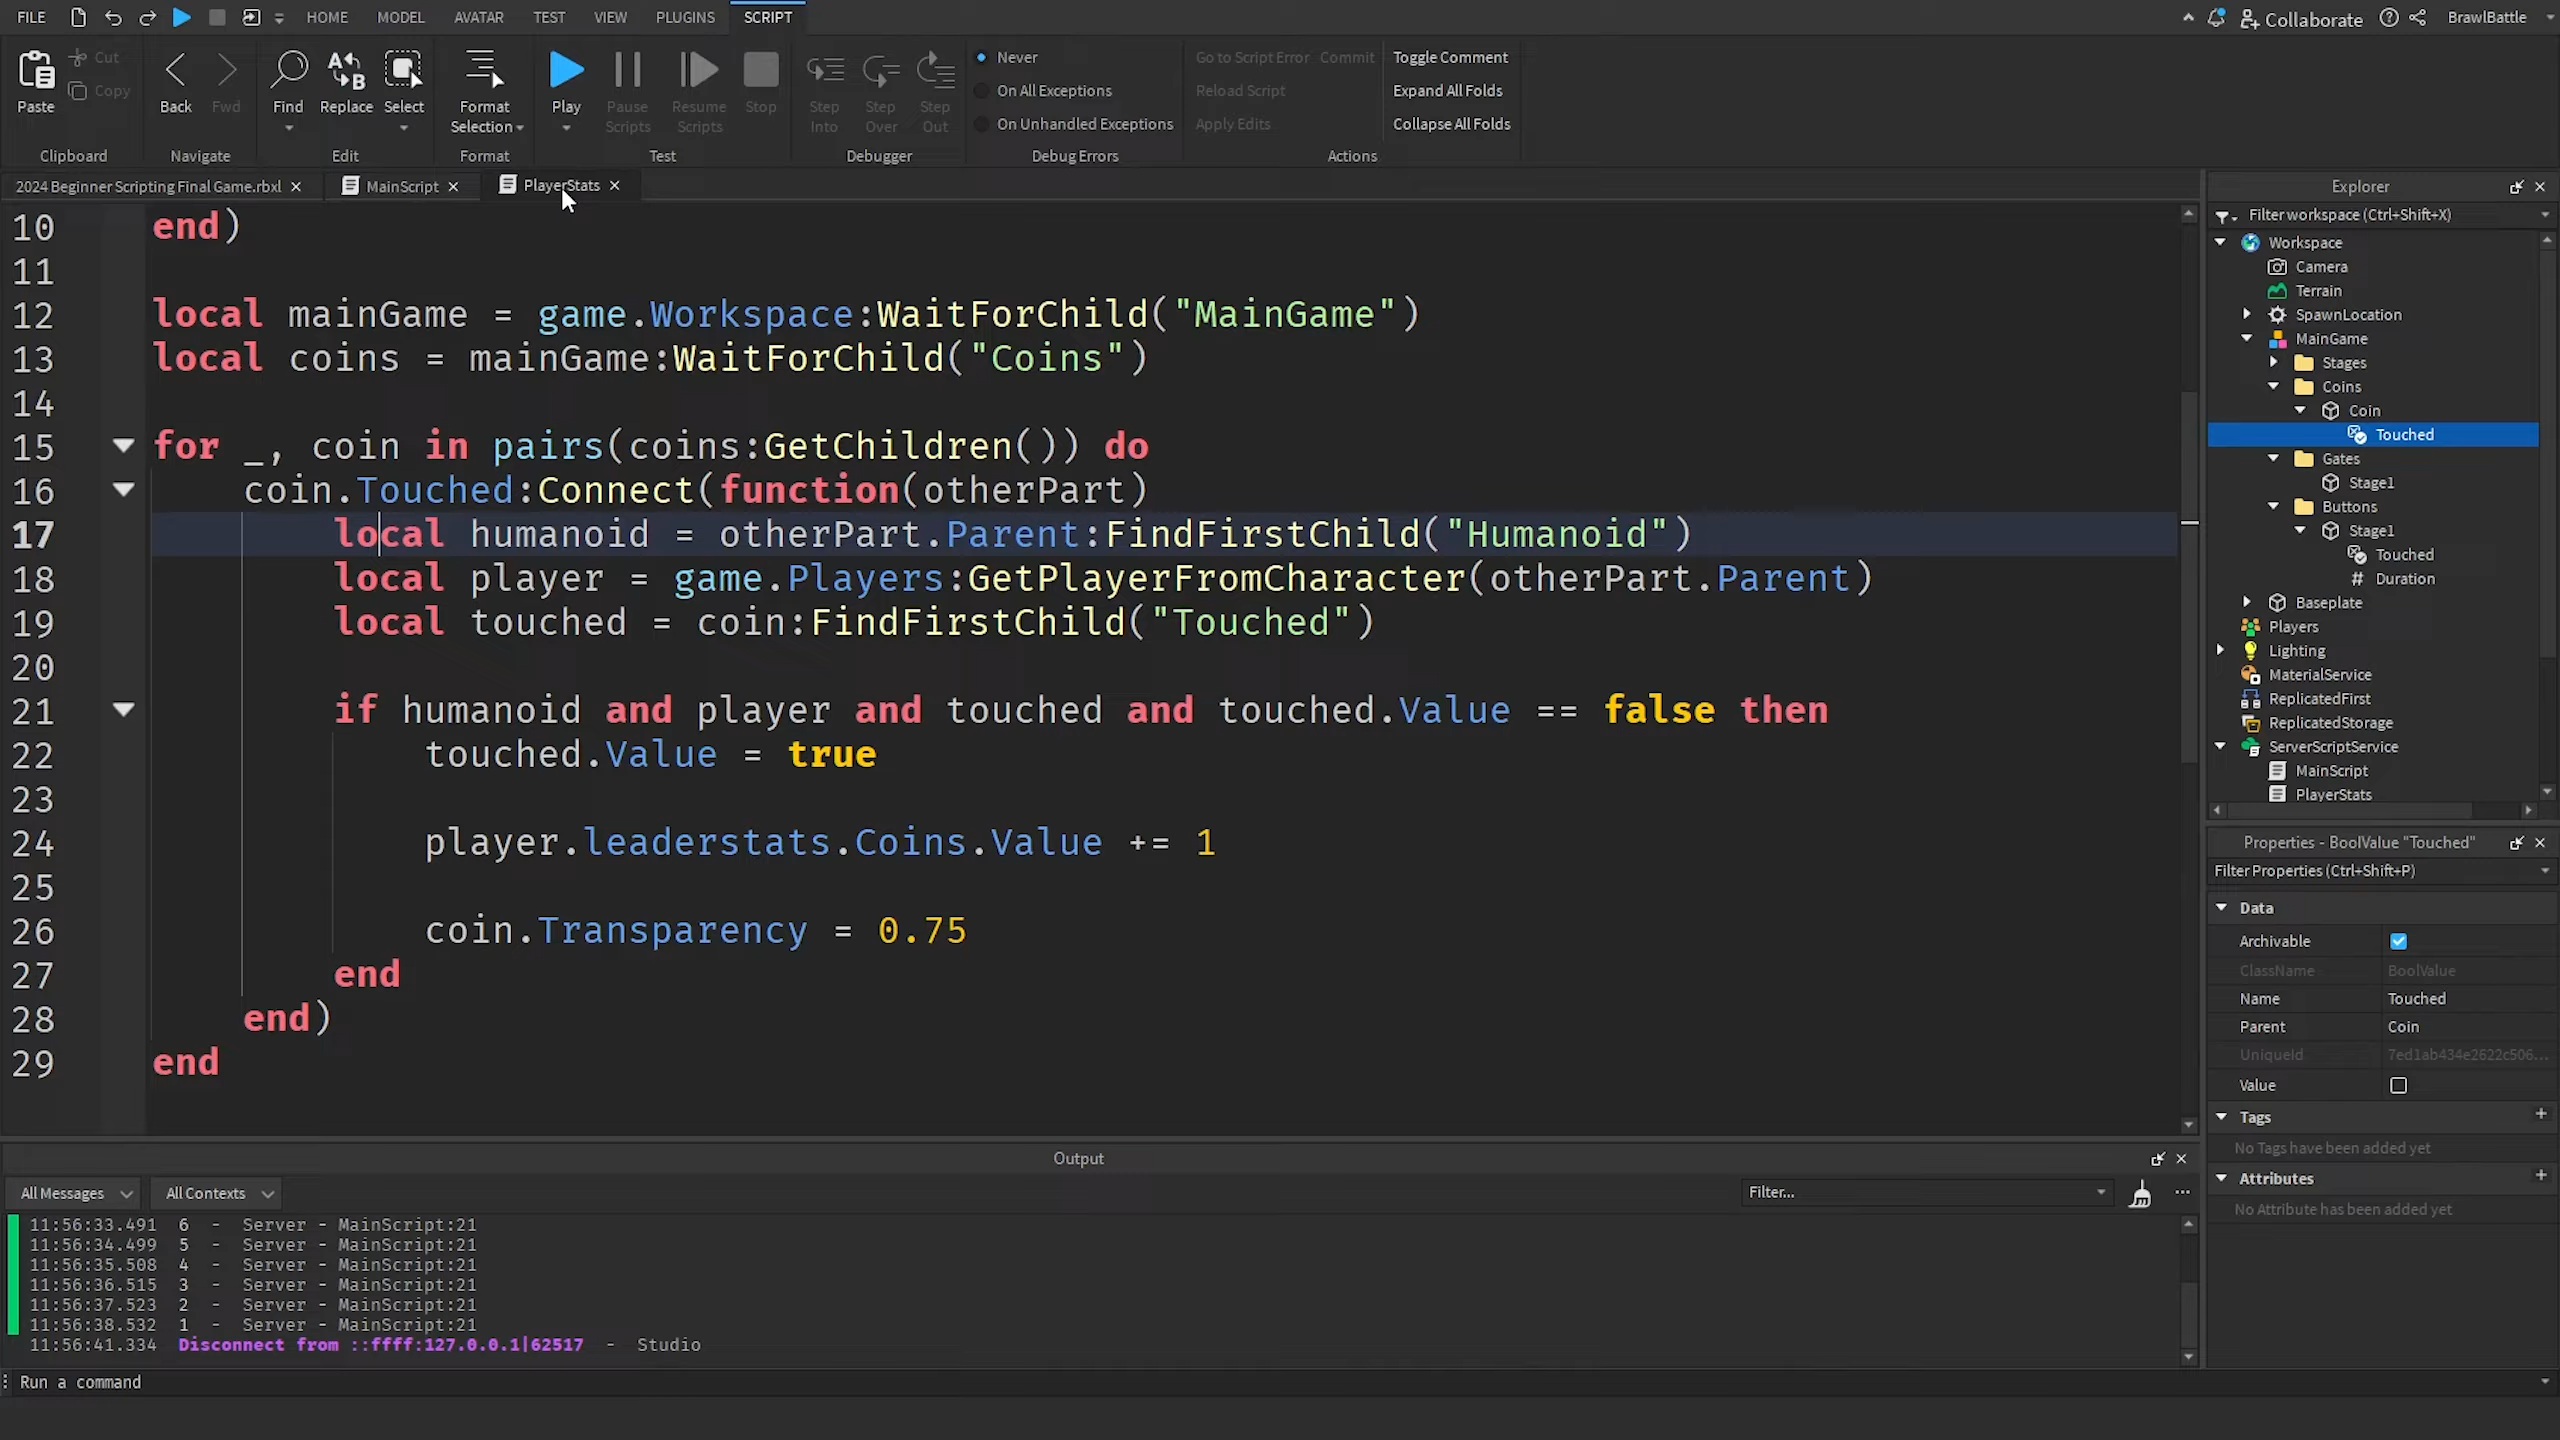 FILE HOME MODEL AVATAR TEST VIEW PLUGINS SCRIPT Collaborate BrawlBattle
Paste Cut Copy Back Fwd Find Replace Select Format Selection Play Pause Scripts Resume Scripts Stop Step Into Step Over Step Out
Never
On All Exceptions
On Unhandled Exceptions
Go to Script Error Commit
Reload Script
Apply Edits
Toggle Comment
Expand All Folds
Collapse All Folds
Clipboard Navigate Edit Format Test Debugger Debug Errors Actions
2024 Beginner Scripting Final Game.rbxl MainScript PlayerStats
10 end)
11
12 local mainGame = game.Workspace:WaitForChild("MainGame")
13 local coins = mainGame:WaitForChild("Coins")
14
15 for _, coin in pairs(coins:GetChildren()) do
16 coin.Touched:Connect(function(otherPart)
17 local humanoid = otherPart.Parent:FindFirstChild("Humanoid")
18 local player = game.Players:GetPlayerFromCharacter(otherPart.Parent)
19 local touched = coin:FindFirstChild("Touched")
20
21 if humanoid and player and touched and touched.Value == false then
22 touched.Value = true
23
24 player.leaderstats.Coins.Value += 1
25
26 coin.Transparency = 0.75
27 end
28 end)
29 end
Output
All Messages All Contexts Filter...
11:56:33.491 6 - Server - MainScript:21
11:56:34.499 5 - Server - MainScript:21
11:56:35.508 4 - Server - MainScript:21
11:56:36.515 3 - Server - MainScript:21
11:56:37.523 2 - Server - MainScript:21
11:56:38.532 1 - Server - MainScript:21
11:56:41.334 Disconnect from ::ffff:127.0.0.1|62517 - Studio
Run a command
Explorer
Filter workspace (Ctrl+Shift+X)
Workspace
Camera
Terrain
SpawnLocation
MainGame
Stages
Coins
Coin
Touched
Gates
Stage1
Buttons
Stage1
Touched
# Duration
Baseplate
Players
Lighting
MaterialService
ReplicatedFirst
ReplicatedStorage
ServerScriptService
MainScript
PlayerStats
Properties - BoolValue "Touched"
Filter Properties (Ctrl+Shift+P)
Data
Archivable
ClassName BoolValue
Name Touched
Parent Coin
UniqueId 7ed1ab434e2622c506...
Value
Tags
No Tags have been added yet
Attributes
No Attribute has been added yet